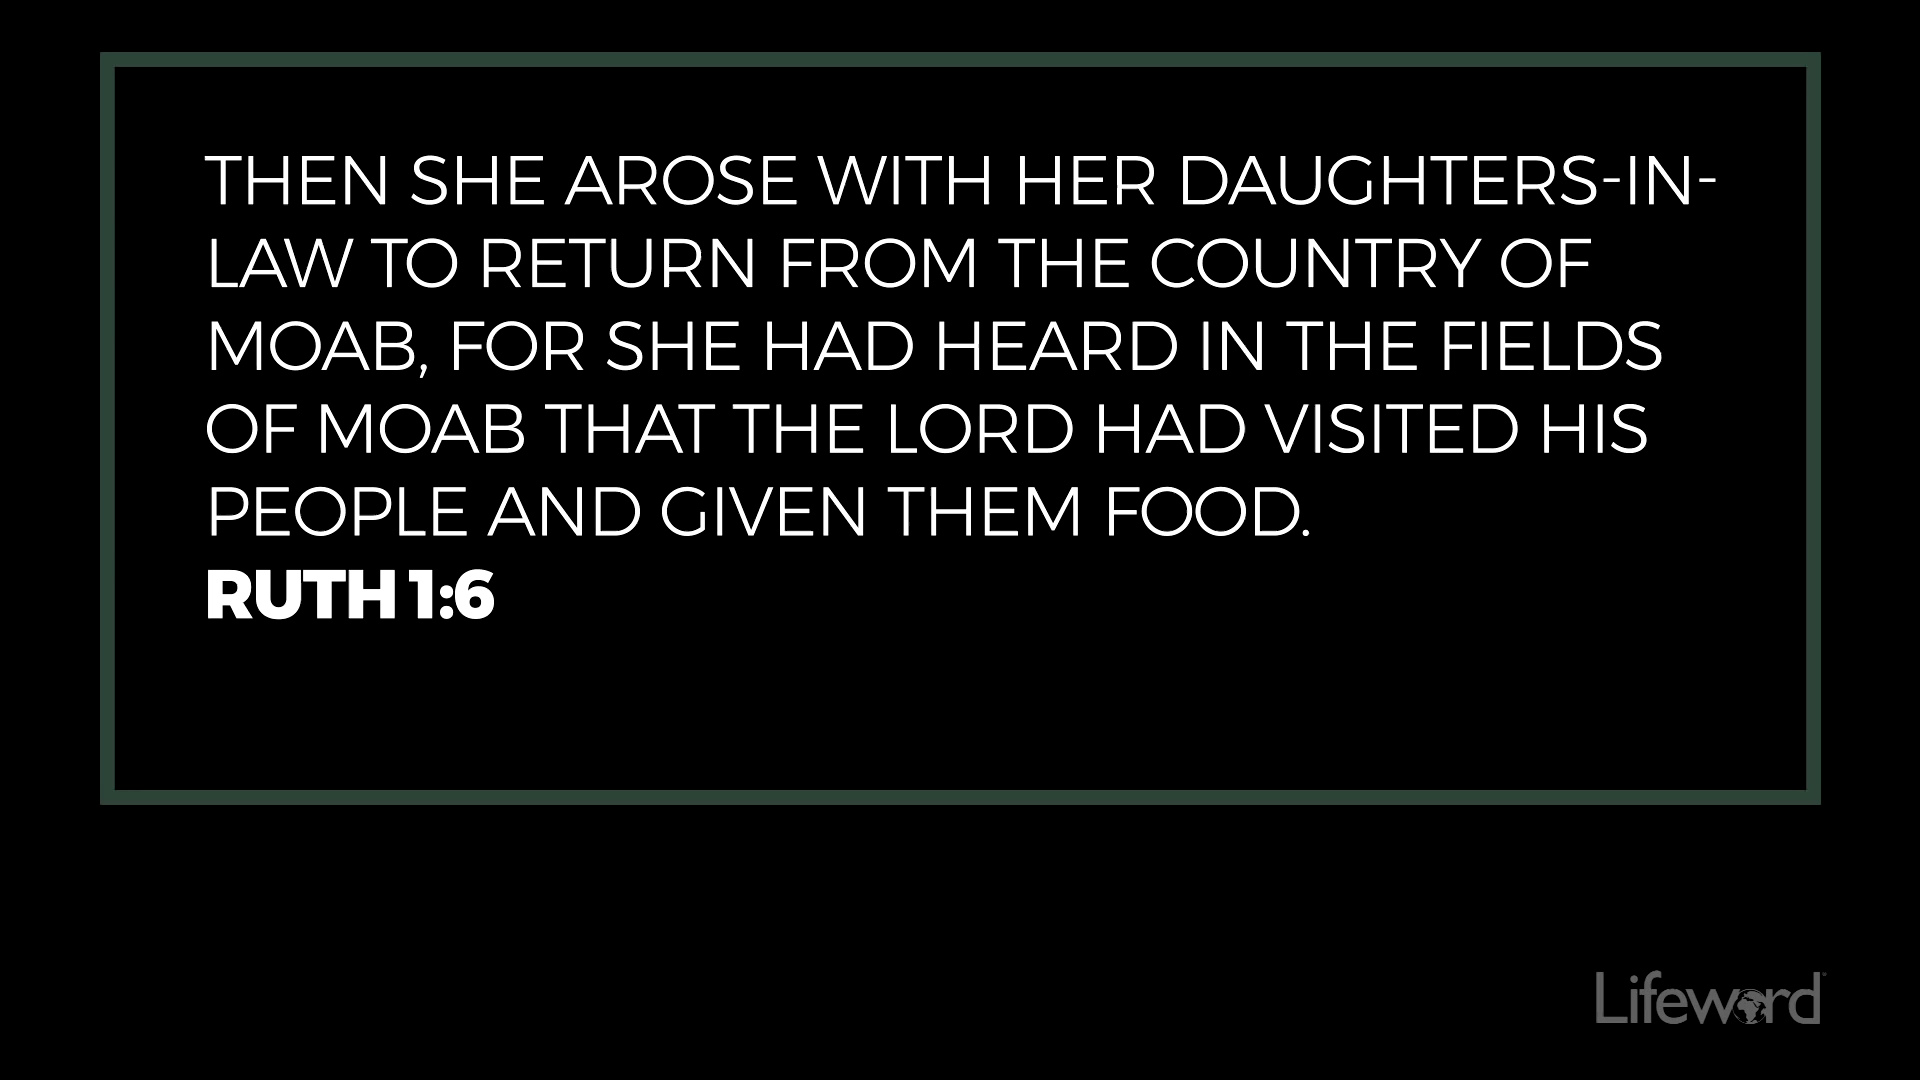 THEN SHE AROSE WITH HER DAUGHTERS-IN-
LAW TO RETURN FROM THE COUNTRY OF
MOAB, FOR SHE HAD HEARD IN THE FIELDS
OF MOAB THAT THE LORD HAD VISITED HIS
PEOPLE AND GIVEN THEM FOOD.
RUTH 1:6
Lifeword